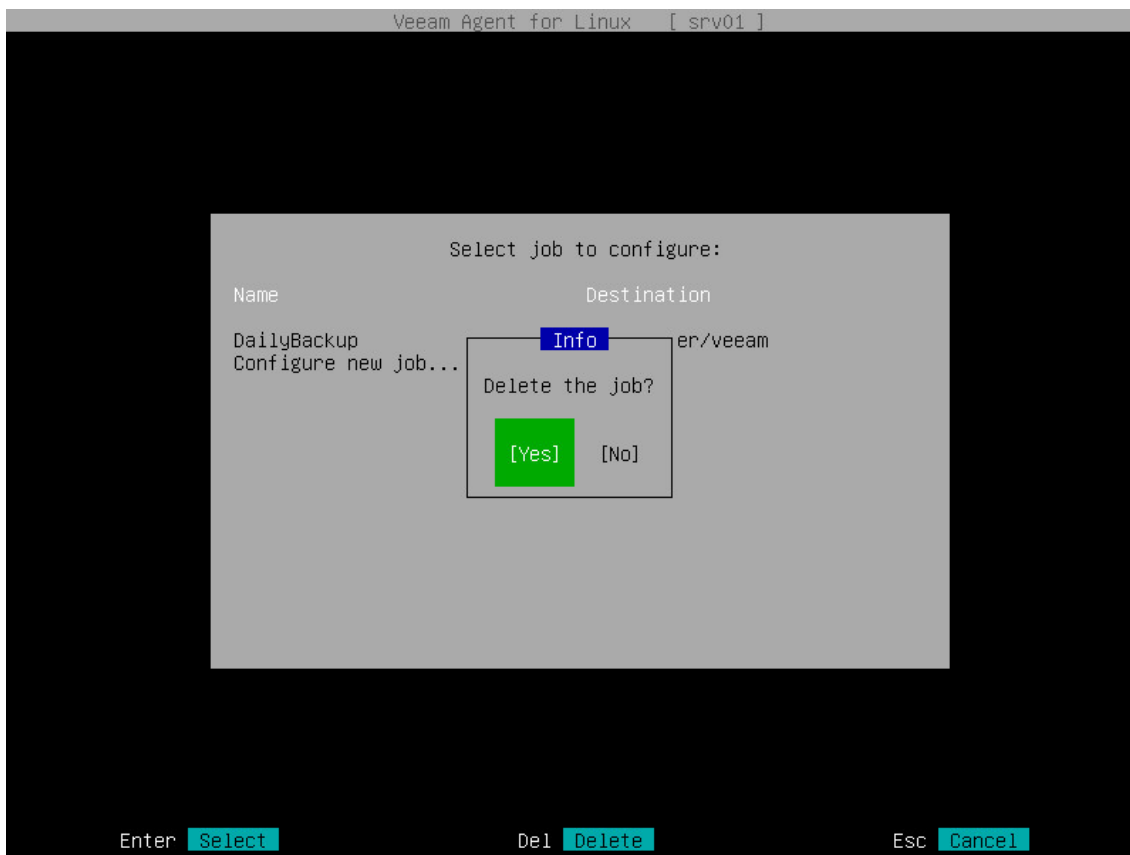 Veeam Agent for Linux [ srv01 ]
Select job to configure:
Name Destination
DailyBackup er/veeam
Configure new job...
Info
Delete the job?
[Yes] [No]
Enter Select Del Delete Esc Cancel